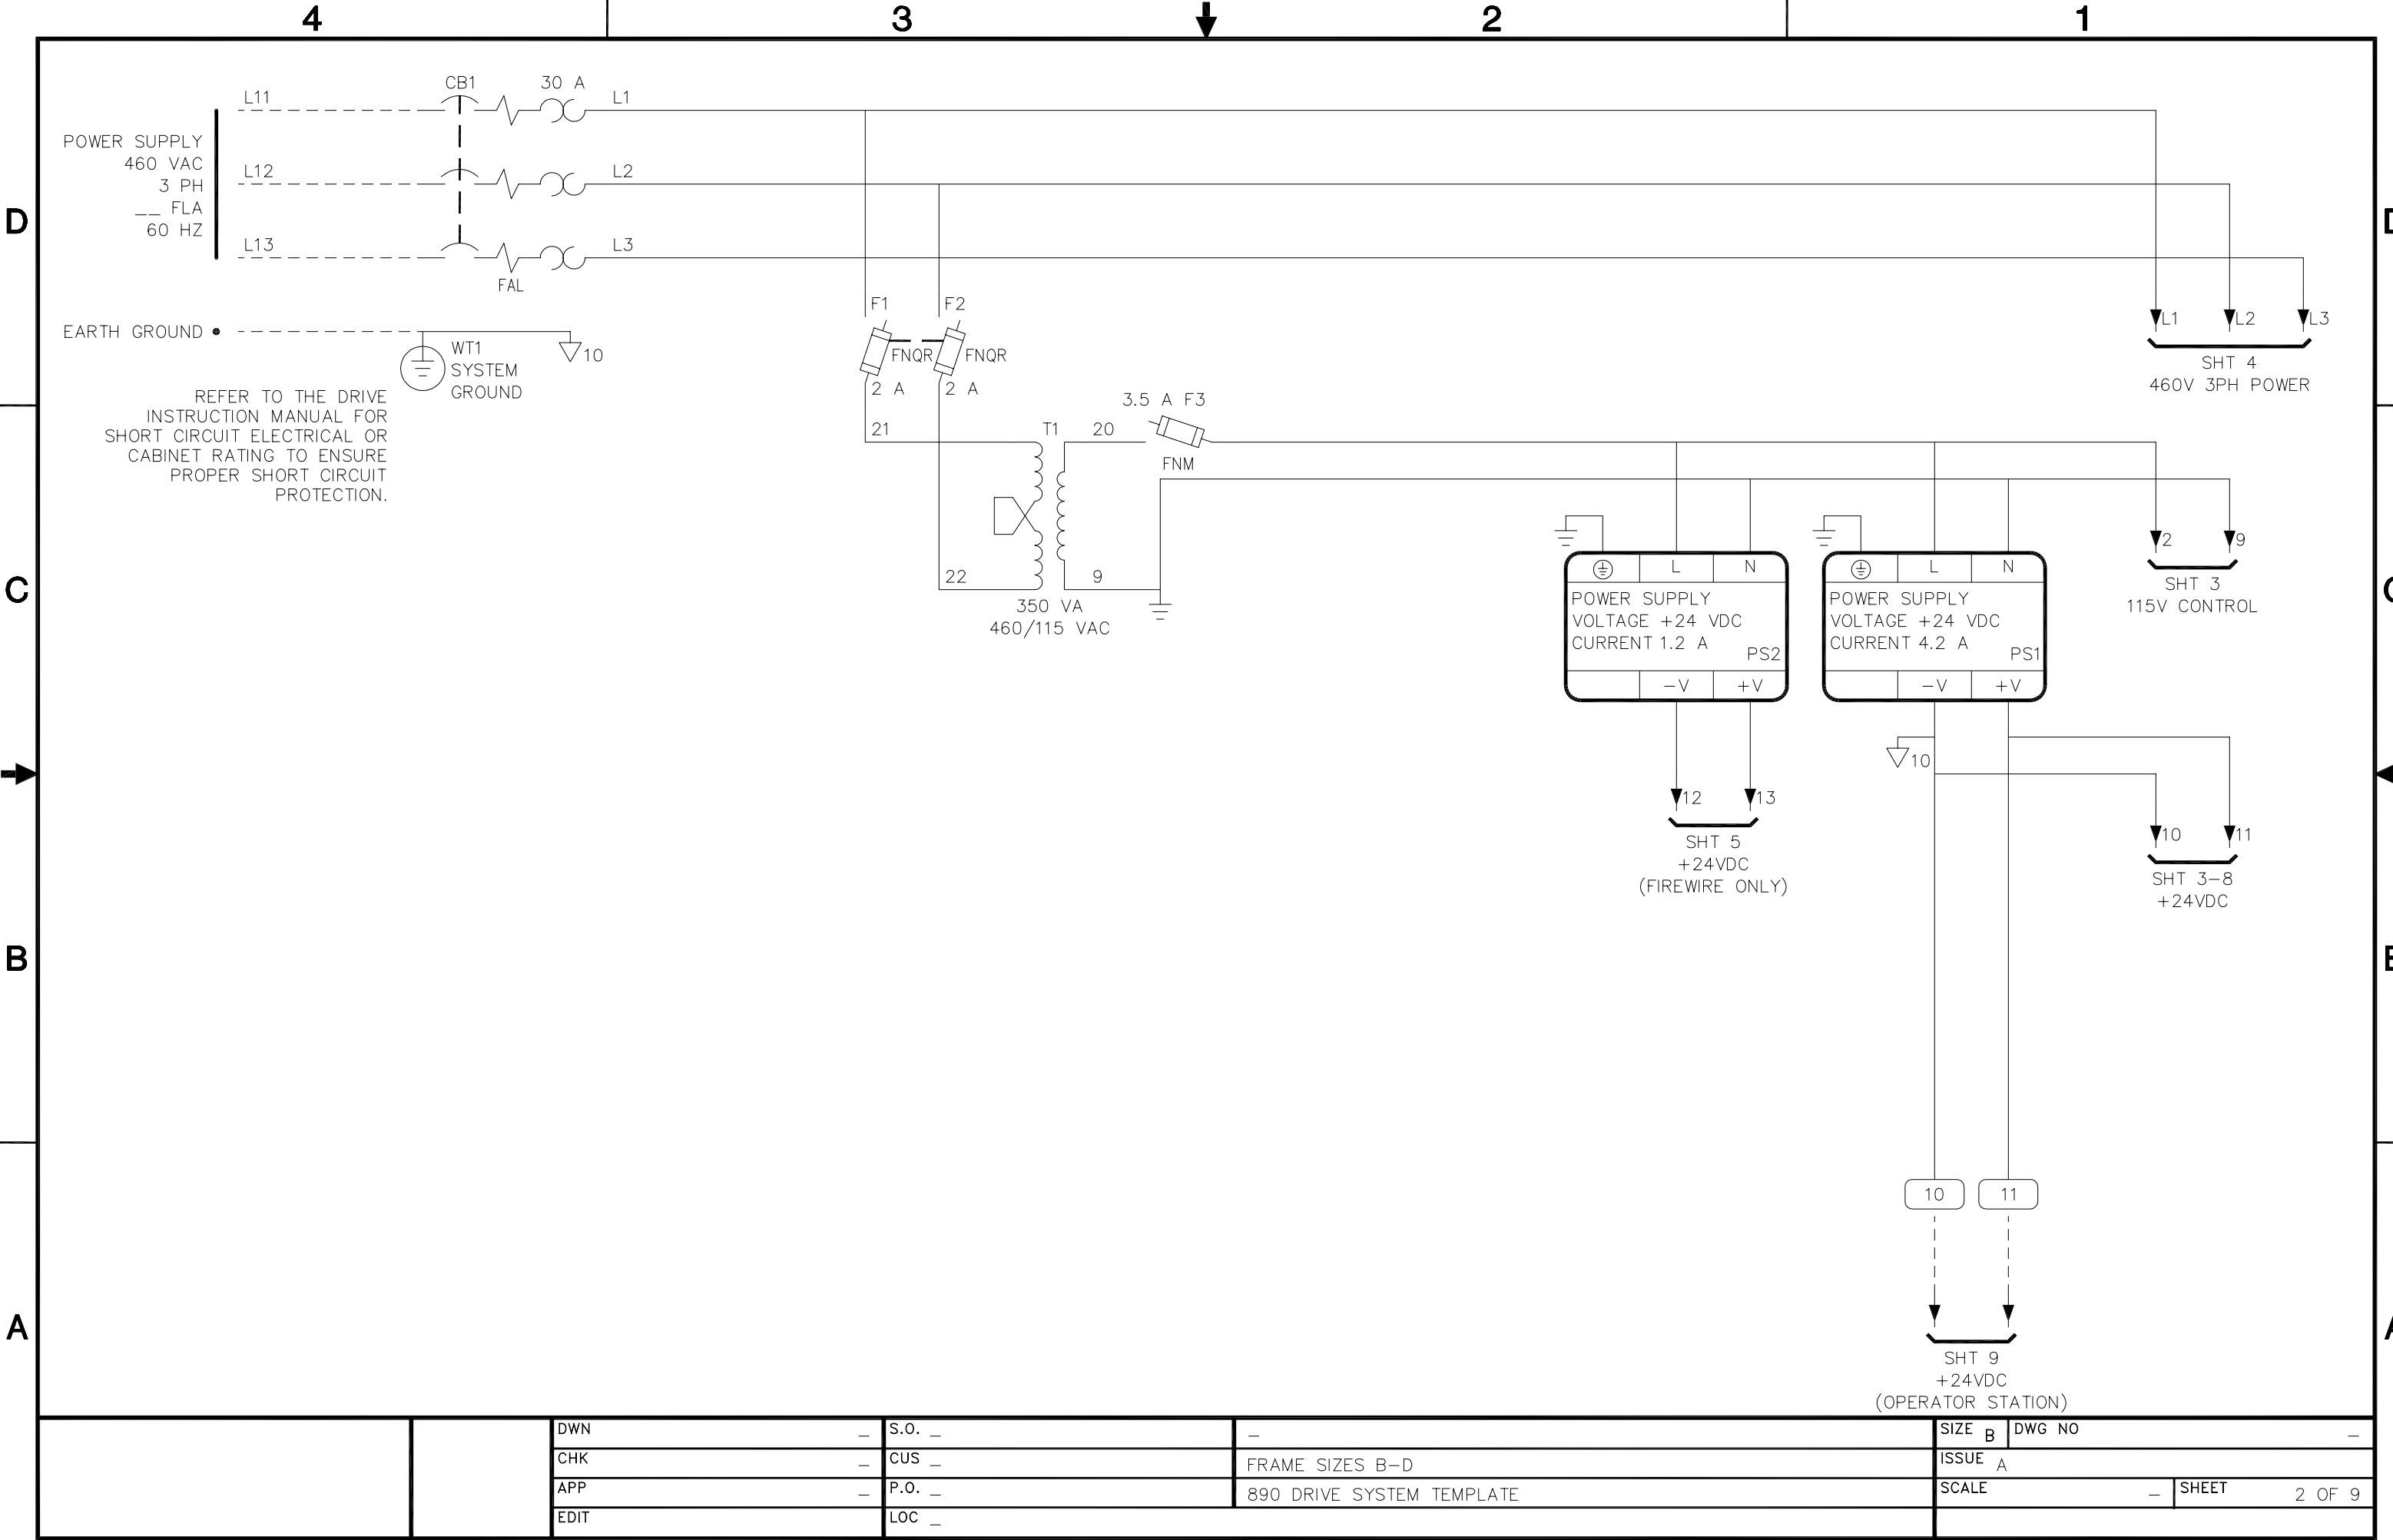 4
3
2
1
CB1
30 A
L11
L1
POWER SUPPLY
460 VAC
3 PH
__ FLA
60 HZ
L12
L2
L13
L3
FAL
D
EARTH GROUND
WT1
SYSTEM
GROUND
10
REFER TO THE DRIVE
INSTRUCTION MANUAL FOR
SHORT CIRCUIT ELECTRICAL OR
CABINET RATING TO ENSURE
PROPER SHORT CIRCUIT
PROTECTION.
F1
F2
FNQR
FNQR
2 A
2 A
L1
L2
L3
SHT 4
460V 3PH POWER
21
T1
20
3.5 A F3
FNM
22
9
350 VA
460/115 VAC
C
L
N
POWER SUPPLY
VOLTAGE +24 VDC
CURRENT 1.2 A
PS2
-V
+V
L
N
POWER SUPPLY
VOLTAGE +24 VDC
CURRENT 4.2 A
PS1
-V
+V
2
9
SHT 3
115V CONTROL
12
13
SHT 5
+24VDC
(FIREWIRE ONLY)
10
10
11
SHT 3-8
+24VDC
B
10
11
A
SHT 9
+24VDC
(OPERATOR STATION)
DWN _
S.O. _
_
SIZE B
DWG NO _
CHK _
CUS _
FRAME SIZES B-D
ISSUE A
APP _
P.O. _
890 DRIVE SYSTEM TEMPLATE
SCALE _
SHEET 2 OF 9
EDIT
LOC _